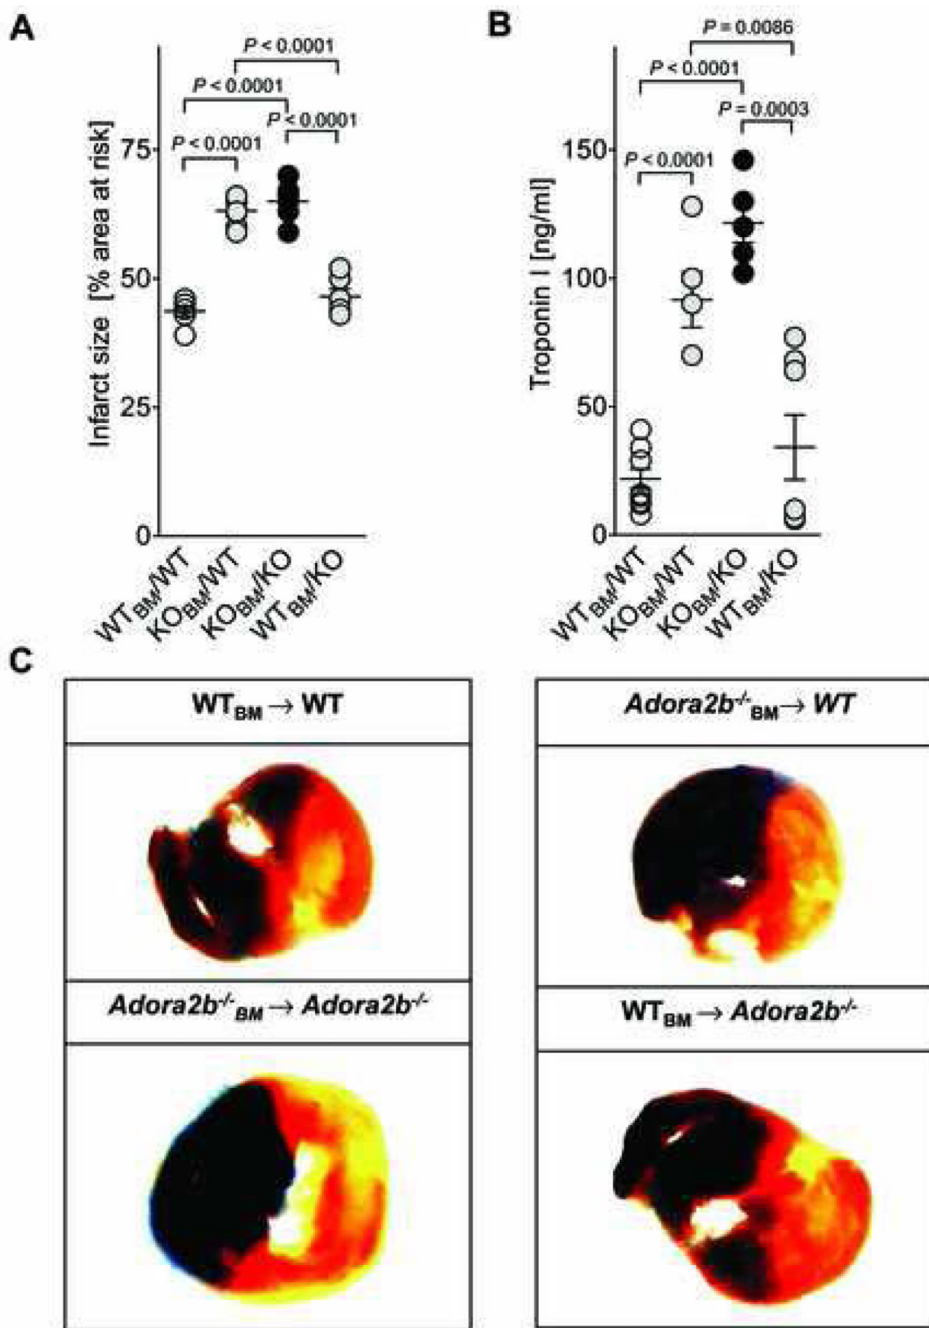 A
P < 0.0001
P < 0.0001
P < 0.0001
P < 0.0001
Infarct size [% area at risk]
75
50
25
0
WTBM/WT
KOBM/WT
KOBM/KO
WTBM/KO
B
P = 0.0086
P < 0.0001
P = 0.0003
P < 0.0001
Troponin I [ng/ml]
150
100
50
0
WTBM/WT
KOBM/WT
KOBM/KO
WTBM/KO
C
WTBM → WT
Adora2b-/-BM → WT
Adora2b-/-BM → Adora2b-/-
WTBM → Adora2b-/-